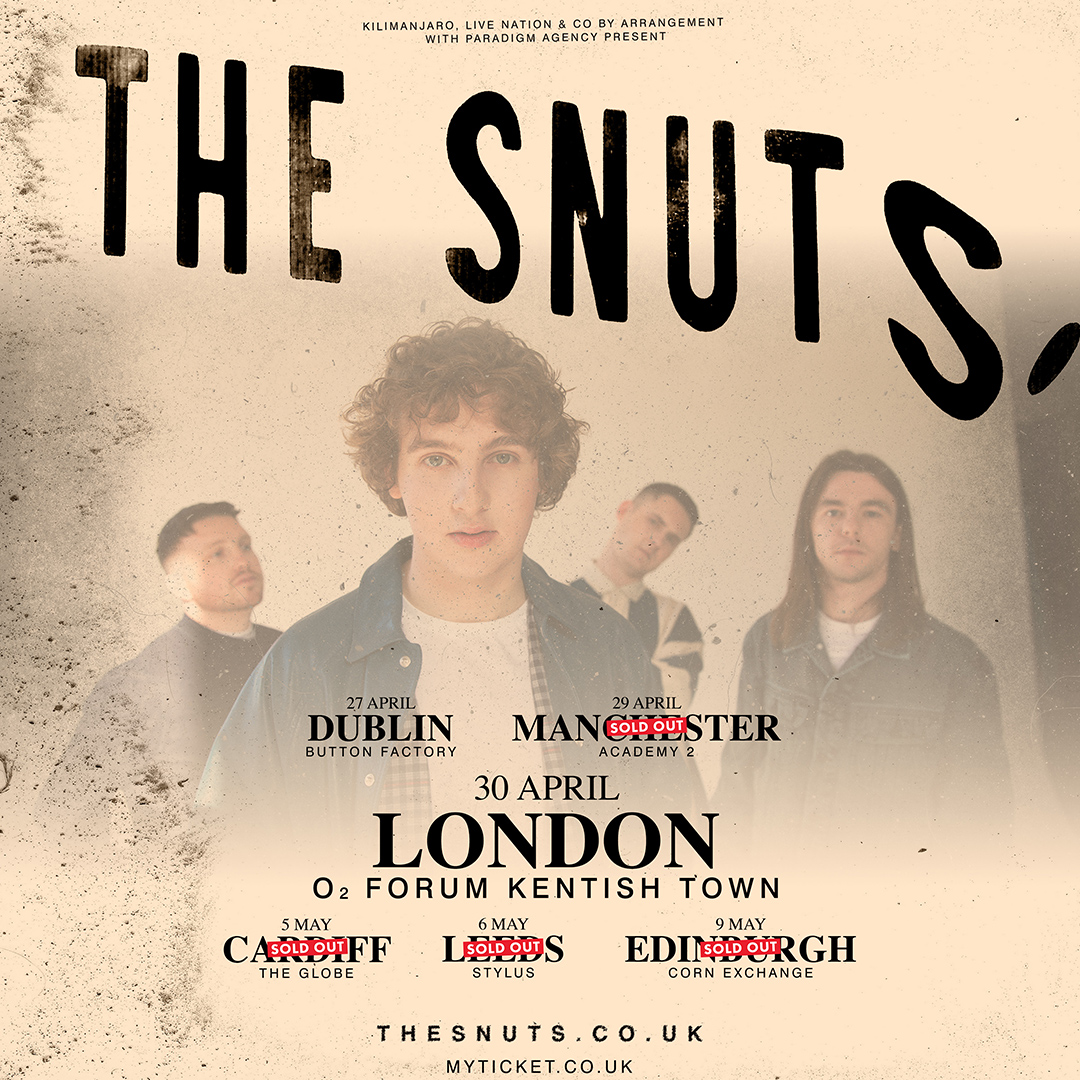 KILIMANJARO, LIVE NATION & CO BY ARRANGEMENT
WITH PARADIGM AGENCY PRESENT
THE SNUTS,
27 APRIL
DUBLIN
BUTTON FACTORY
29 APRIL
MANCHESTER
SOLD OUT
ACADEMY 2
30 APRIL
LONDON
O₂ FORUM KENTISH TOWN
5 MAY
CARDIFF
SOLD OUT
THE GLOBE
6 MAY
LEEDS
SOLD OUT
STYLUS
9 MAY
EDINBURGH
SOLD OUT
CORN EXCHANGE
THESNUTS.CO.UK
MYTICKET.CO.UK